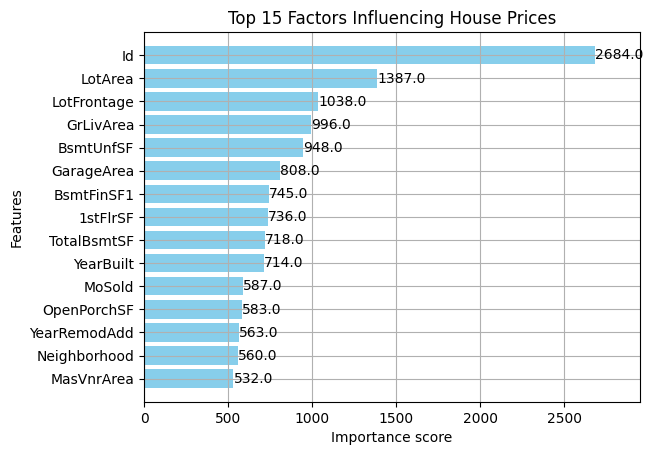 Top 15 Factors Influencing House Prices
Id 2684.0
LotArea 1387.0
LotFrontage 1038.0
GrLivArea 996.0
BsmtUnfSF 948.0
GarageArea 808.0
BsmtFinSF1 745.0
1stFlrSF 736.0
TotalBsmtSF 718.0
YearBuilt 714.0
MoSold 587.0
OpenPorchSF 583.0
YearRemodAdd 563.0
Neighborhood 560.0
MasVnrArea 532.0
Features
0 500 1000 1500 2000 2500
Importance score